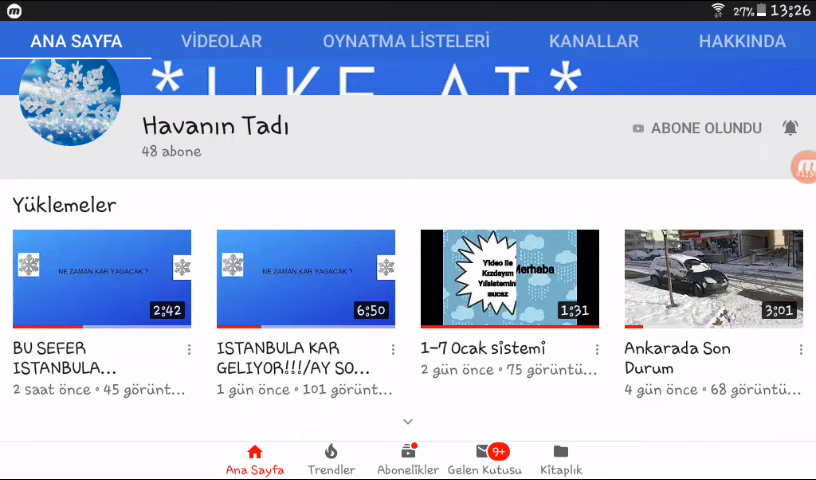 27% 13:26
ANA SAYFA VİDEOLAR OYNATMA LİSTELERİ KANALLAR HAKKINDA
*LIKE AT*
Havanın Tadı
48 abone
ABONE OLUNDU
Yüklemeler
NE ZAMAN KAR YAGACAK?
2:42
NE ZAMAN KAR YAGACAK?
6:50
Merhaba
1:31
3:01
BU SEFER
ISTANBULA...
2 saat önce • 45 görünt...
ISTANBULA KAR
GELIYOR!!!/AY SO...
1 gün önce • 101 görünt...
1-7 Ocak sistemi
2 gün önce • 75 görüntü...
Ankarada Son
Durum
4 gün önce • 68 görüntü...
Ana Sayfa Trendler Abonelikler Gelen Kutusu 9+ Kitaplık